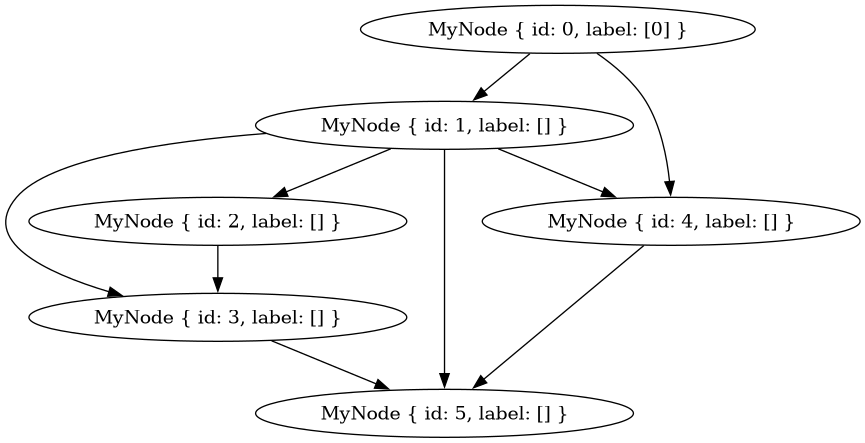 MyNode { id: 0, label: [0] }
MyNode { id: 1, label: [] }
MyNode { id: 2, label: [] }
MyNode { id: 4, label: [] }
MyNode { id: 3, label: [] }
MyNode { id: 5, label: [] }